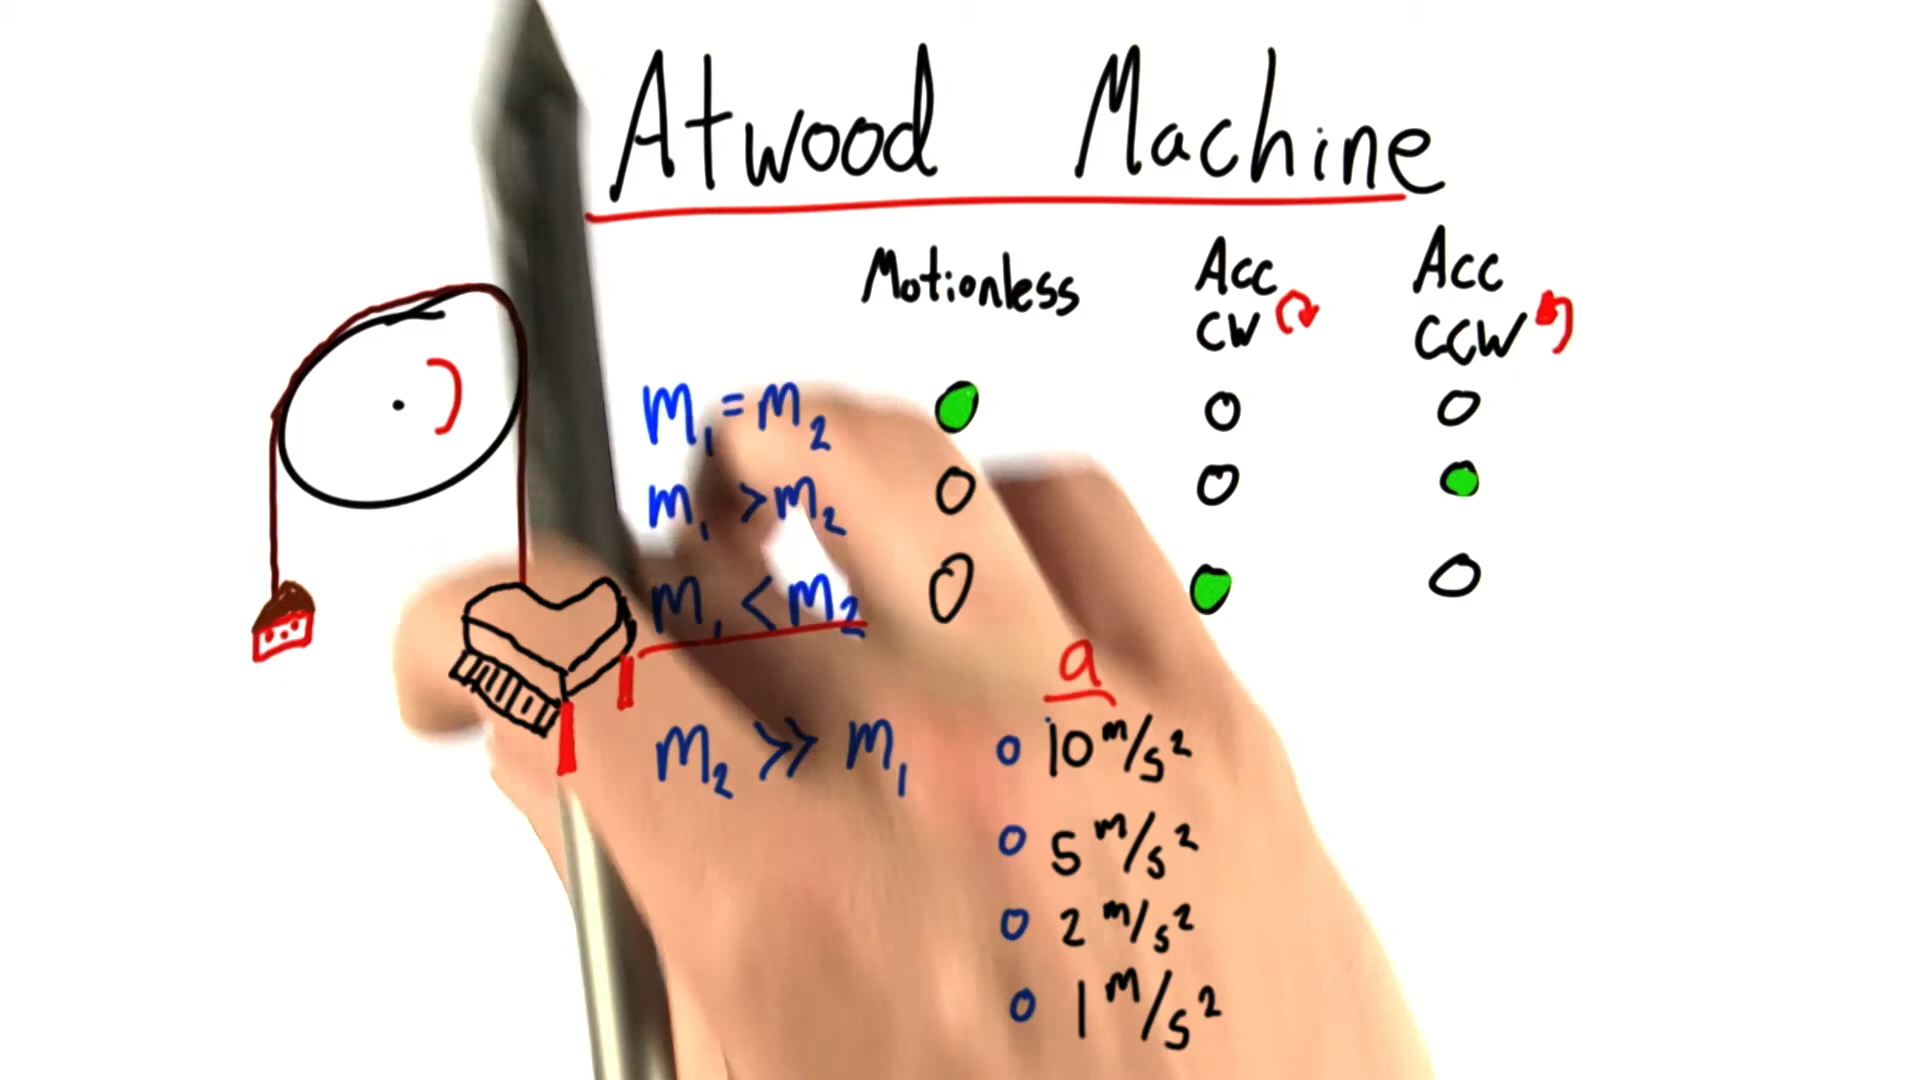 Atwood Machine
Motionless Acc CW Acc CCW
m₁ = m₂
m₁ > m₂
m₁ < m₂
a
m₂ >> m₁
10 m/s²
5 m/s²
2 m/s²
1 m/s²